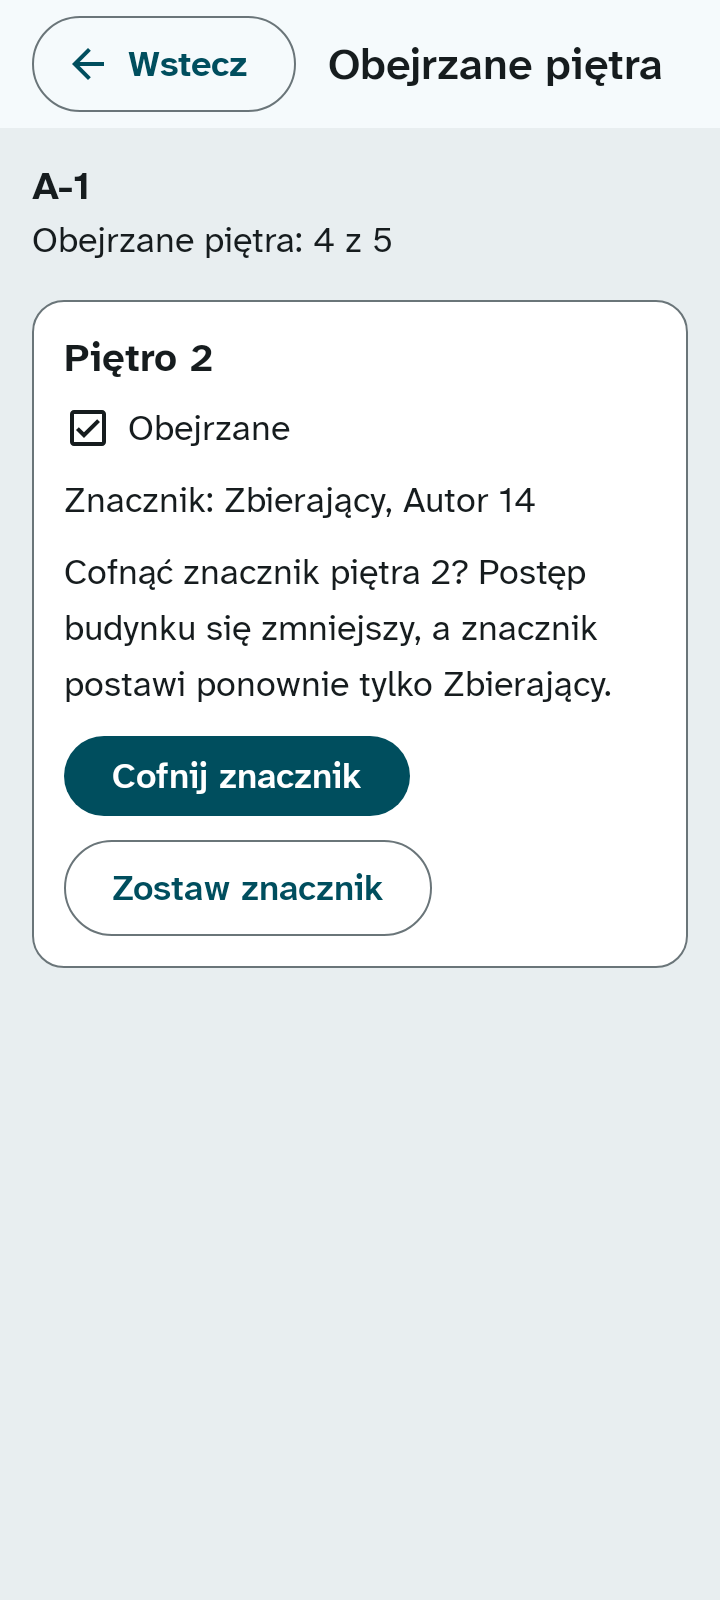 Wstecz
Obejrzane piętra
A-1
Obejrzane piętra: 4 z 5
Piętro 2
Obejrzane
Znacznik: Zbierający, Autor 14
Cofnąć znacznik piętra 2? Postęp
budynku się zmniejszy, a znacznik
postawi ponownie tylko Zbierający.
Cofnij znacznik
Zostaw znacznik